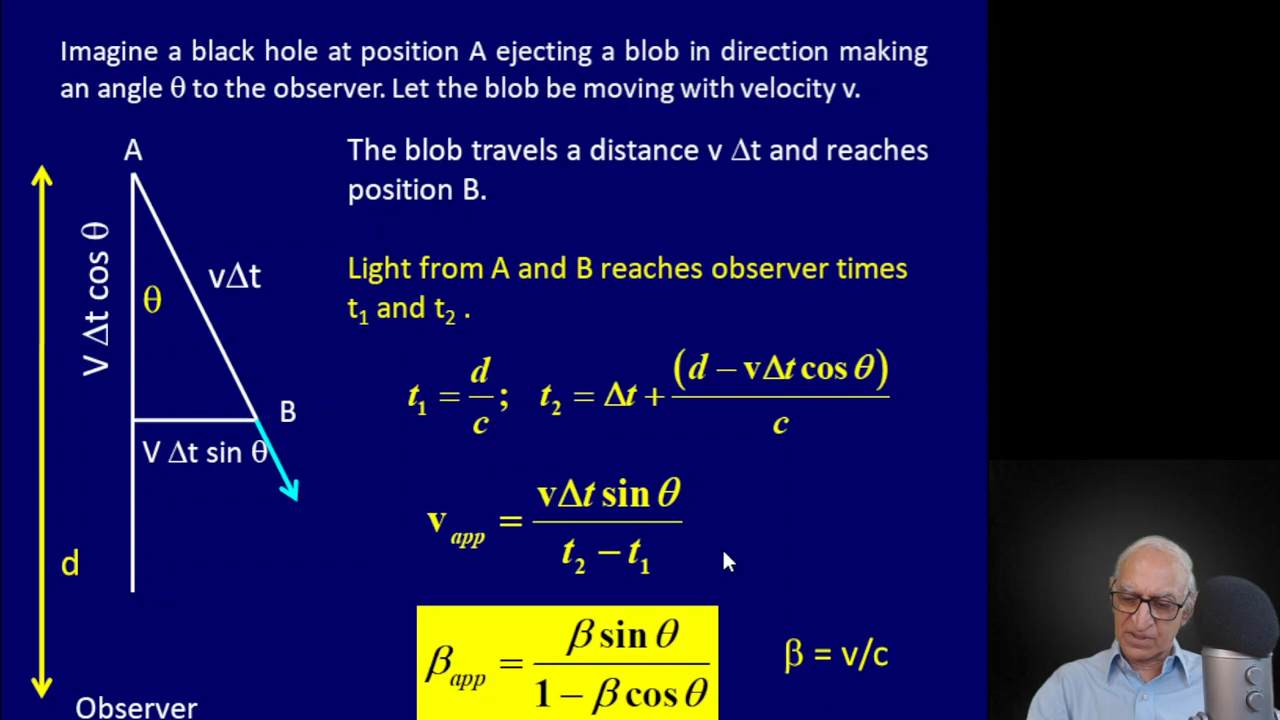 Imagine a black hole at position A ejecting a blob in direction making
an angle θ to the observer. Let the blob be moving with velocity v.
A
The blob travels a distance v Δt and reaches
position B.
V Δt cos θ
θ
vΔt
Light from A and B reaches observer times
t₁ and t₂ .
t₁ = d/c ; t₂ = Δt + (d − vΔt cos θ)/c
B
V Δt sin θ
v_app = vΔt sin θ / t₂ − t₁
d
β_app = β sin θ / 1 − β cos θ
β = v/c
Observer